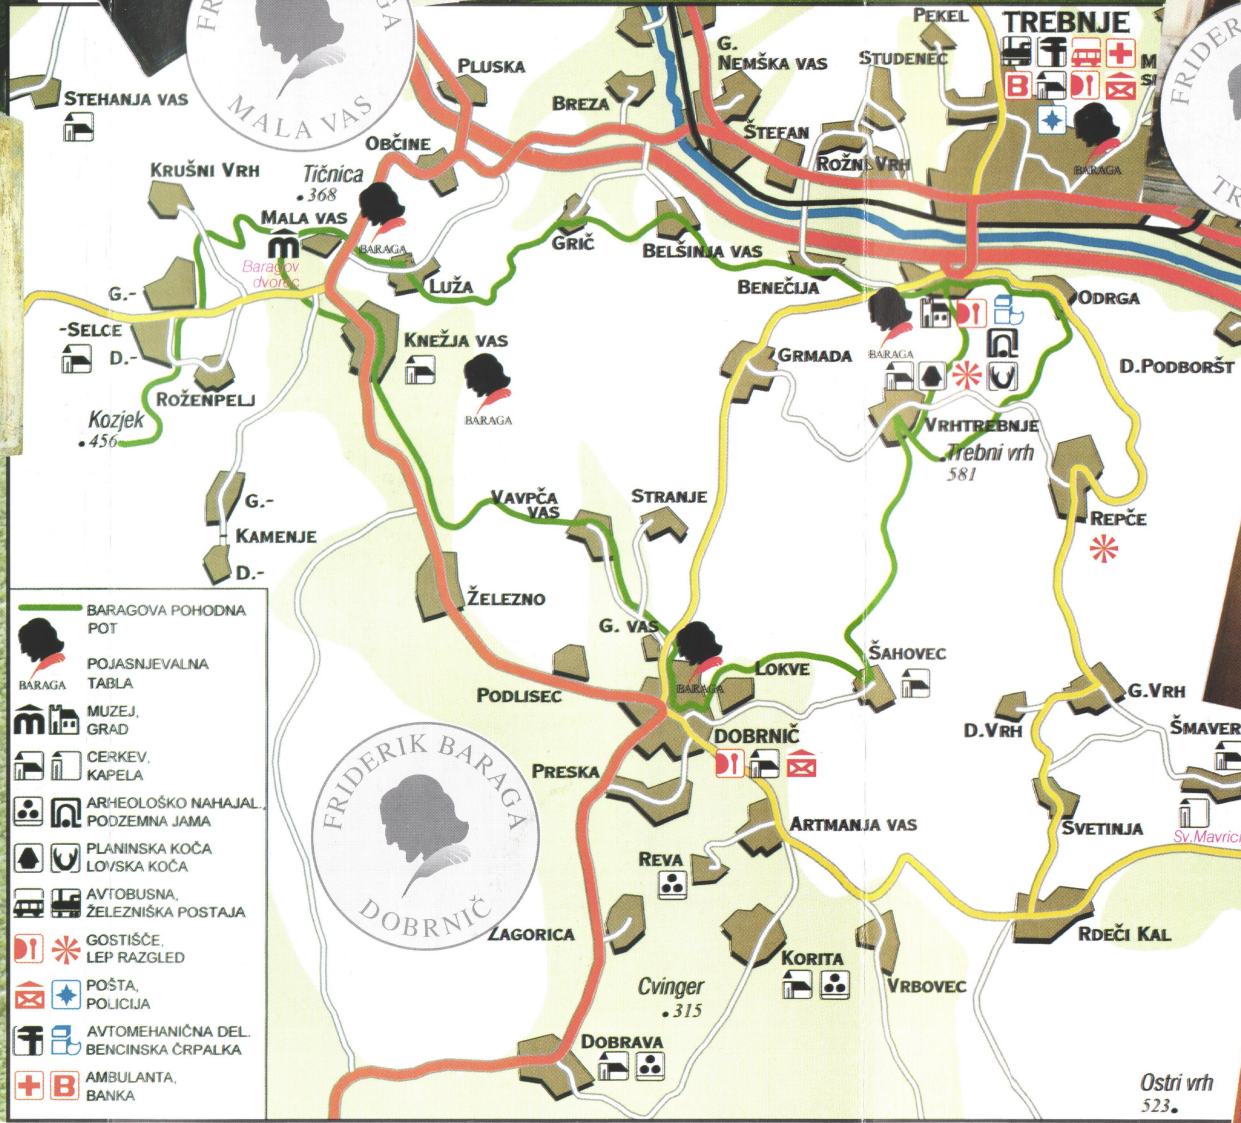 FRIDERIK BARAGA
MALA VAS
PEKEL
TREBNJE
G.
NEMŠKA VAS
STUDENEC
PLUSKA
STEHANJA VAS
BREZA
ŠTEFAN
OBČINE
ROŽNI VRH
BARAGA
KRUŠNI VRH
Tičnica
368
MALA VAS
BARAGA
GRIČ
BELŠINJA VAS
Baragov
dvorec
LUŽA
BENEČIJA
G.-
ODRGA
-SELCE
D.-
KNEŽJA VAS
BARAGA
GRMADA
D.PODBORŠT
ROŽENPELJ
BARAGA
Kozjek
456
VRHTREBNJE
Trebni vrh
581
G.-
KAMENJE
D.-
VAVPČA
VAS
STRANJE
REPČE
ŽELEZNO
G. VAS
BARAGA
LOKVE
ŠAHOVEC
PODLISEC
G.VRH
D.VRH
ŠMAVER
DOBRNIČ
PRESKA
ARTMANJA VAS
SVETINJA
Sv.Mavrici
REVA
FRIDERIK BARAGA
DOBRNIČ
ZAGORICA
RDEČI KAL
KORITA
Cvinger
315
VRBOVEC
DOBRAVA
Ostri vrh
523
BARAGOVA POHODNA
POT
BARAGA
POJASNJEVALNA
TABLA
MUZEJ,
GRAD
CERKEV,
KAPELA
ARHEOLOŠKO NAHAJAL.,
PODZEMNA JAMA
PLANINSKA KOČA
LOVSKA KOČA
AVTOBUSNA,
ŽELEZNIŠKA POSTAJA
GOSTIŠČE,
LEP RAZGLED
POŠTA,
POLICIJA
AVTOMEHANIČNA DEL.
BENCINSKA ČRPALKA
AMBULANTA,
B
BANKA